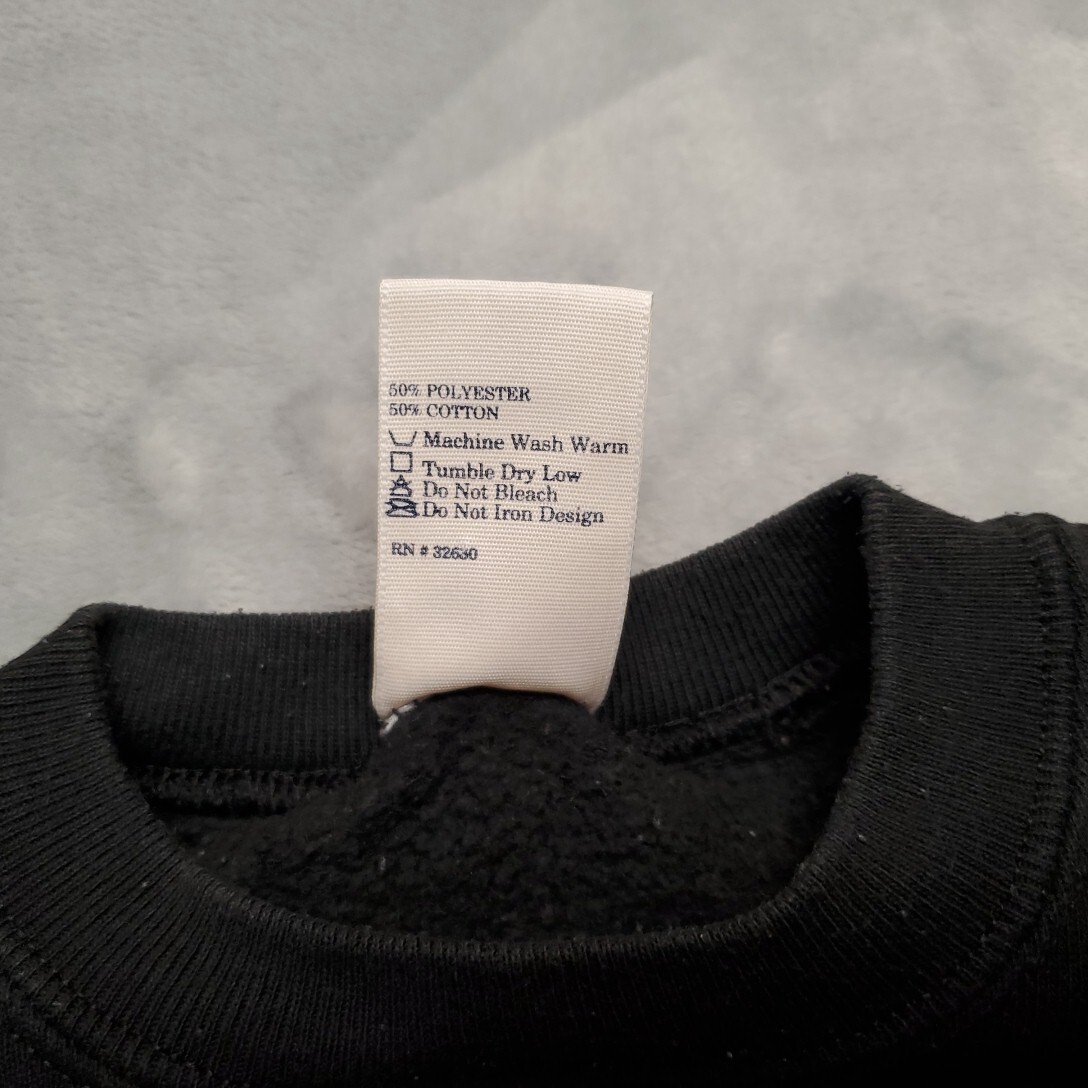 50% POLYESTER
50% COTTON
Machine Wash Warm
Tumble Dry Low
Do Not Bleach
Do Not Iron Design
RN # 32630